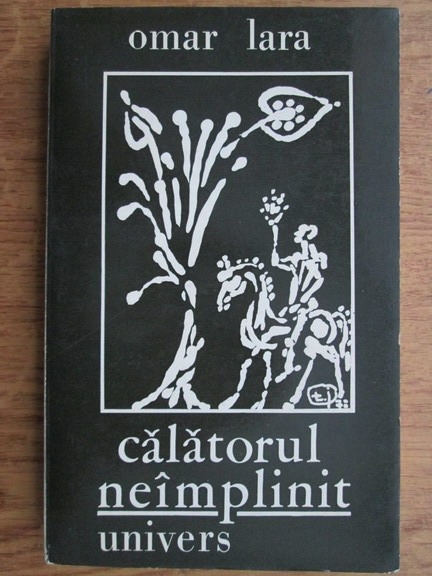 omar lara
călătorul
neîmplinit
univers